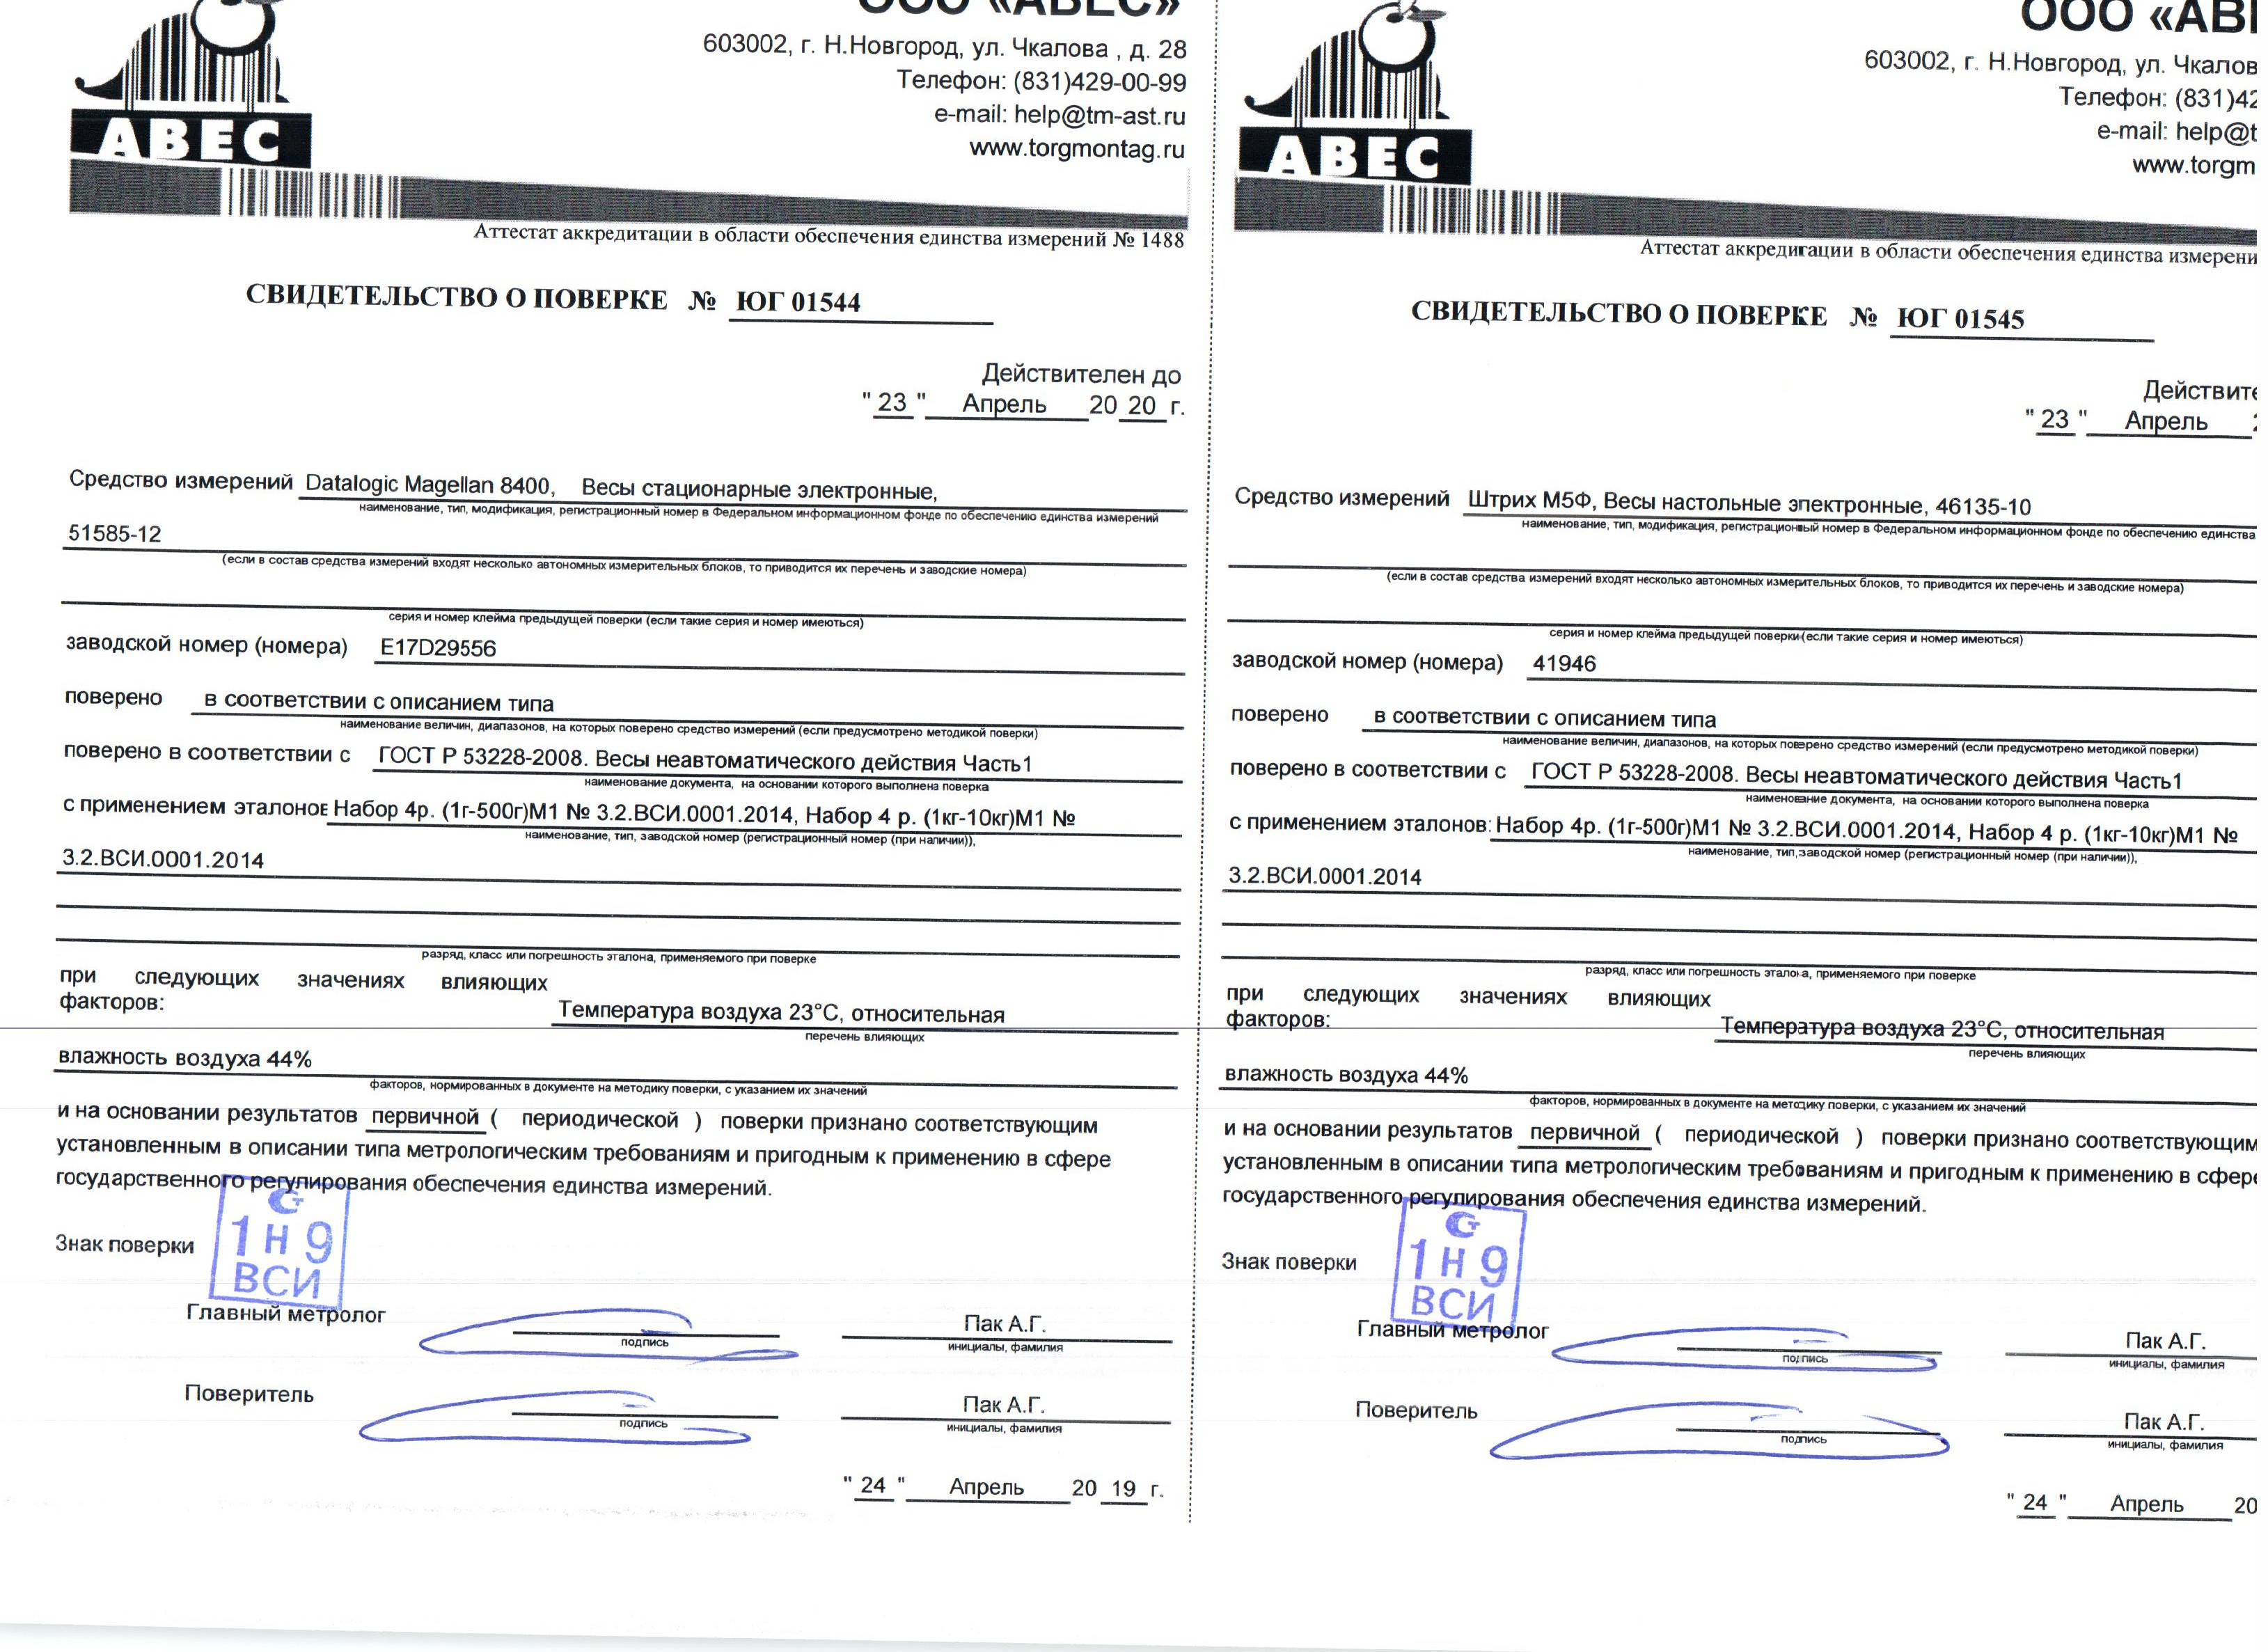 ООО «АВЕС»
603002, г. Н.Новгород, ул. Чкалова , д. 28
Телефон: (831)429-00-99
e-mail: help@tm-ast.ru
www.torgmontag.ru
АВЕС
Аттестат аккредитации в области обеспечения единства измерений № 1488
СВИДЕТЕЛЬСТВО О ПОВЕРКЕ № ЮГ 01544
Действителен до
" 23 " Апрель 20 20 г.
Средство измерений Datalogic Magellan 8400, Весы стационарные электронные,
наименование, тип, модификация, регистрационный номер в Федеральном информационном фонде по обеспечению единства измерений
51585-12
(если в состав средства измерений входят несколько автономных измерительных блоков, то приводится их перечень и заводские номера)
серия и номер клейма предыдущей поверки (если такие серия и номер имеються)
заводской номер (номера) E17D29556
поверено в соответствии с описанием типа
наименование величин, диапазонов, на которых поверено средство измерений (если предусмотрено методикой поверки)
поверено в соответствии с ГОСТ Р 53228-2008. Весы неавтоматического действия Часть1
наименование документа, на основании которого выполнена поверка
с применением эталонов Набор 4р. (1г-500г)М1 № 3.2.ВСИ.0001.2014, Набор 4 р. (1кг-10кг)М1 №
наименование, тип, заводской номер (регистрационный номер (при наличии)),
3.2.ВСИ.0001.2014
разряд, класс или погрешность эталона, применяемого при поверке
при следующих значениях влияющих
факторов:
Температура воздуха 23°С, относительная
перечень влияющих
влажность воздуха 44%
факторов, нормированных в документе на методику поверки, с указанием их значений
и на основании результатов первичной ( периодической ) поверки признано соответствующим
установленным в описании типа метрологическим требованиям и пригодным к применению в сфере
государственного регулирования обеспечения единства измерений.
Знак поверки
1 Н 9
ВСИ
Главный метролог
подпись
Пак А.Г.
инициалы, фамилия
Поверитель
подпись
Пак А.Г.
инициалы, фамилия
" 24 " Апрель 20 19 г.
ООО «АВ
603002, г. Н.Новгород, ул. Чкалов
Телефон: (831)42
e-mail: help@t
www.torgm
АВЕС
Аттестат аккредитации в области обеспечения единства измерени
СВИДЕТЕЛЬСТВО О ПОВЕРКЕ № ЮГ 01545
Действите
" 23 " Апрель 2
Средство измерений Штрих М5Ф, Весы настольные электронные, 46135-10
наименование, тип, модификация, регистрационный номер в Федеральном информационном фонде по обеспечению единства
(если в состав средства измерений входят несколько автономных измерительных блоков, то приводится их перечень и заводские номера)
серия и номер клейма предыдущей поверки (если такие серия и номер имеються)
заводской номер (номера) 41946
поверено в соответствии с описанием типа
наименование величин, диапазонов, на которых поверено средство измерений (если предусмотрено методикой поверки)
поверено в соответствии с ГОСТ Р 53228-2008. Весы неавтоматического действия Часть1
наименование документа, на основании которого выполнена поверка
с применением эталонов: Набор 4р. (1г-500г)М1 № 3.2.ВСИ.0001.2014, Набор 4 р. (1кг-10кг)М1 №
наименование, тип,заводской номер (регистрационный номер (при наличии)),
3.2.ВСИ.0001.2014
разряд, класс или погрешность эталона, применяемого при поверке
при следующих значениях влияющих
факторов:
Температура воздуха 23°С, относительная
перечень влияющих
влажность воздуха 44%
факторов, нормированных в документе на методику поверки, с указанием их значений
и на основании результатов первичной ( периодической ) поверки признано соответствующим
установленным в описании типа метрологическим требованиям и пригодным к применению в сфере
государственного регулирования обеспечения единства измерений.
Знак поверки
1 Н 9
ВСИ
Главный метролог
подпись
Пак А.Г.
инициалы, фамилия
Поверитель
подпись
Пак А.Г.
инициалы, фамилия
" 24 " Апрель 20